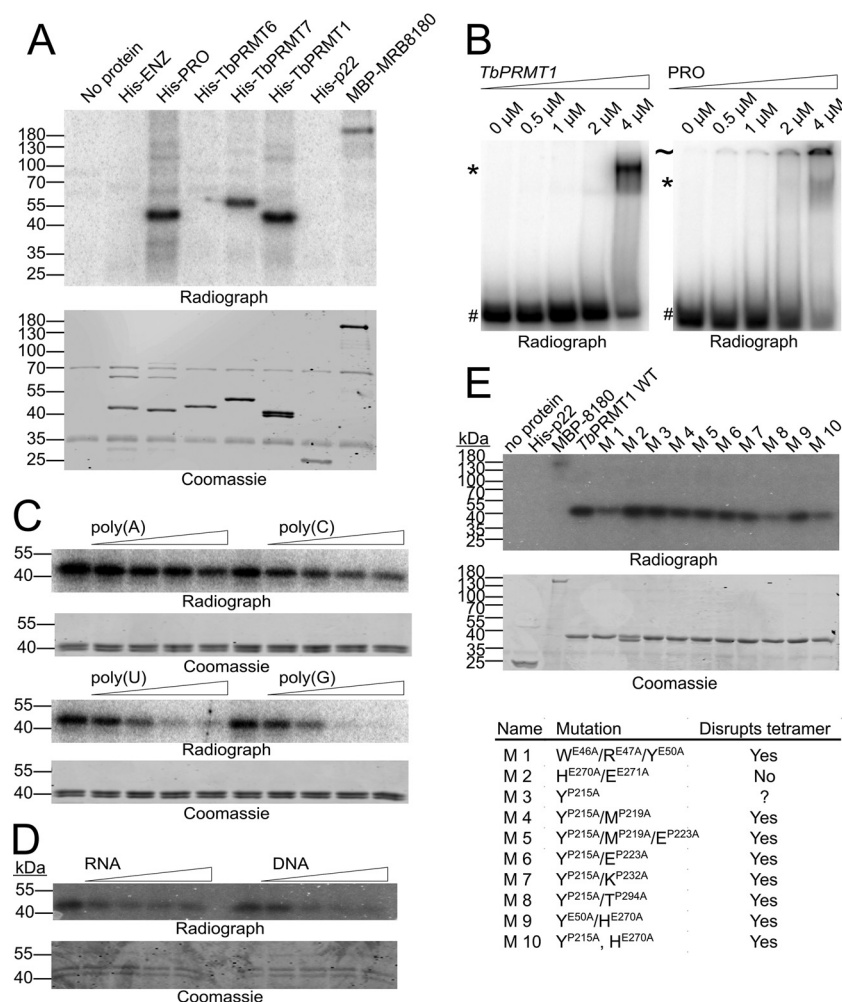 A
No protein
His-ENZ
His-PRO
His-TbPRMT6
His-TbPRMT7
His-TbPRMT1
His-p22
MBP-MRB8180
180
130
100
70
55
40
35
25
Radiograph
180
130
100
70
55
40
35
25
Coomassie
B
TbPRMT1
PRO
0 µM
0.5 µM
1 µM
2 µM
4 µM
0 µM
0.5 µM
1 µM
2 µM
4 µM
*
#
~
*
#
Radiograph
Radiograph
C
poly(A)
poly(C)
55
40
Radiograph
55
40
Coomassie
poly(U)
poly(G)
55
40
Radiograph
55
40
Coomassie
D
kDa
RNA
DNA
55
40
Radiograph
55
40
Coomassie
E
kDa
no protein
His-p22
MBP-8180
TbPRMT1 WT
M 1
M 2
M 3
M 4
M 5
M 6
M 7
M 8
M 9
M 10
180
130
100
70
55
40
35
25
Radiograph
180
130
100
70
55
40
35
25
Coomassie
Name Mutation Disrupts tetramer
M 1 W^E46A/R^E47A/Y^E50A Yes
M 2 H^E270A/E^E271A No
M 3 Y^P215A ?
M 4 Y^P215A/M^P219A Yes
M 5 Y^P215A/M^P219A/E^P223A Yes
M 6 Y^P215A/E^P223A Yes
M 7 Y^P215A/K^P232A Yes
M 8 Y^P215A/T^P294A Yes
M 9 Y^E50A/H^E270A Yes
M 10 Y^P215A, H^E270A Yes